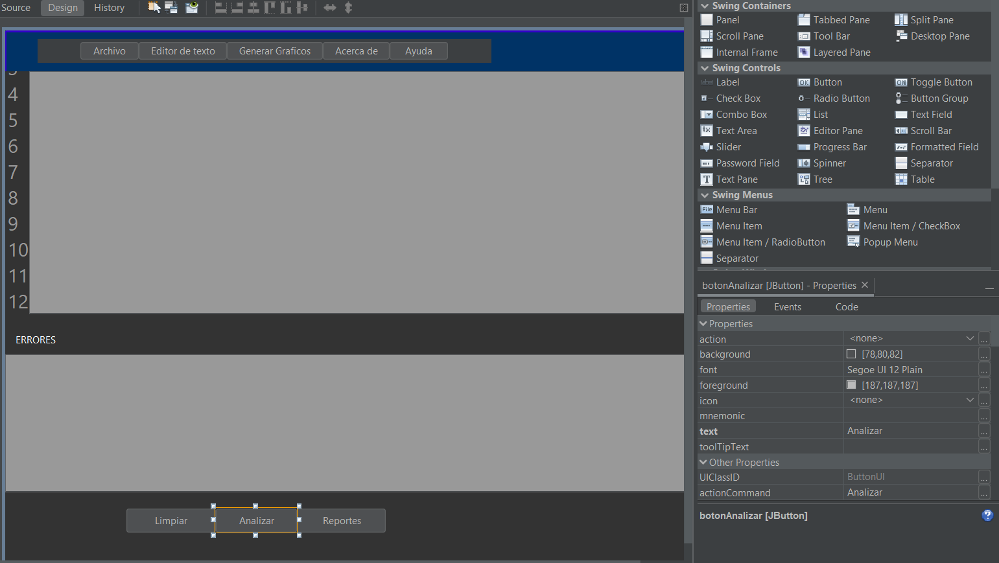 Source Design History
Archivo Editor de texto Generar Graficos Acerca de Ayuda
4
5
6
7
8
9
10
11
12
ERRORES
Limpiar Analizar Reportes
Swing Containers
Panel Tabbed Pane Split Pane
Scroll Pane Tool Bar Desktop Pane
Internal Frame Layered Pane
Swing Controls
Label Button Toggle Button
Check Box Radio Button Button Group
Combo Box List Text Field
Text Area Editor Pane Scroll Bar
Slider Progress Bar Formatted Field
Password Field Spinner Separator
Text Pane Tree Table
Swing Menus
Menu Bar Menu
Menu Item Menu Item / CheckBox
Menu Item / RadioButton Popup Menu
Separator
botonAnalizar [JButton] - Properties
Properties Events Code
Properties
action <none> ...
background [78,80,82] ...
font Segoe UI 12 Plain ...
foreground [187,187,187] ...
icon <none> ...
mnemonic ...
text Analizar ...
toolTipText ...
Other Properties
UIClassID ButtonUI ...
actionCommand Analizar ...
botonAnalizar [JButton]